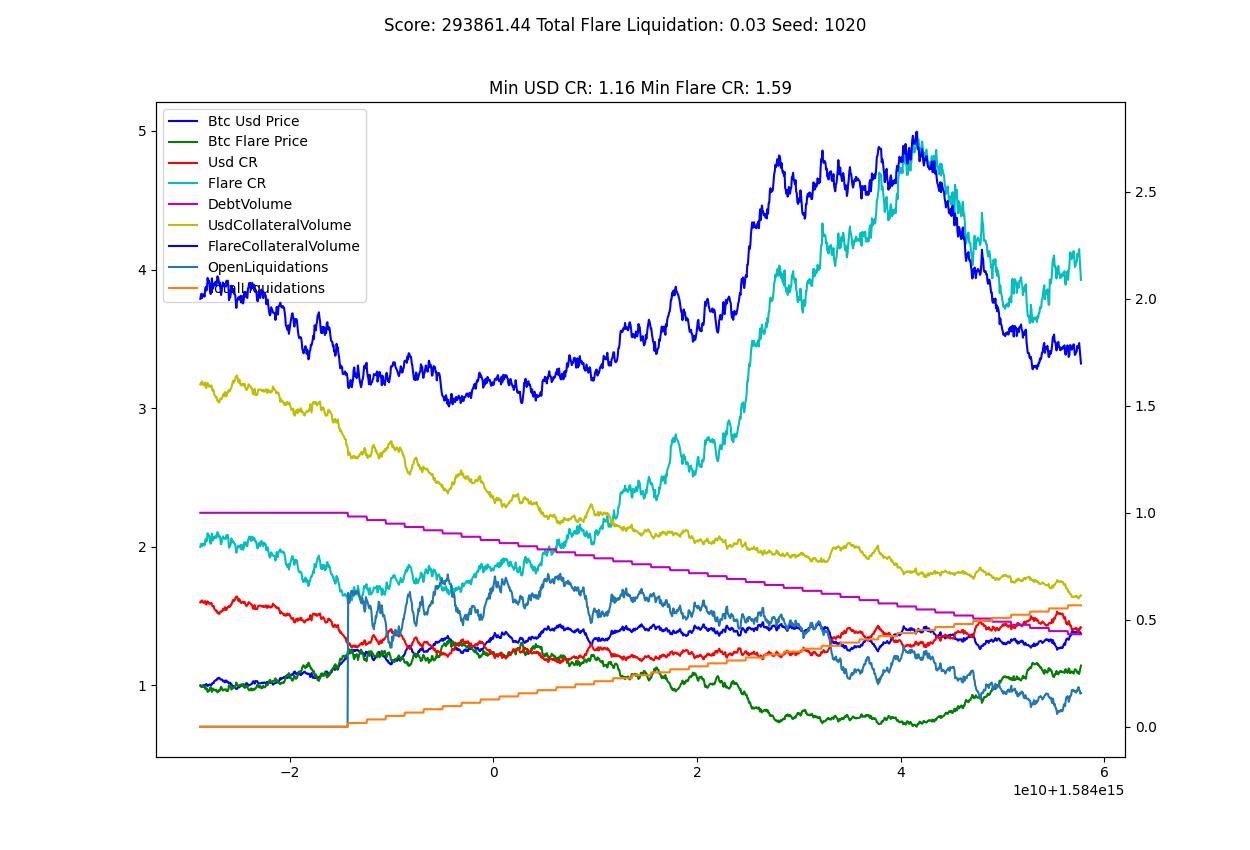 Score: 293861.44 Total Flare Liquidation: 0.03 Seed: 1020
Min USD CR: 1.16 Min Flare CR: 1.59
Btc Usd Price
Btc Flare Price
Usd CR
Flare CR
DebtVolume
UsdCollateralVolume
FlareCollateralVolume
OpenLiquidations
TotalLiquidations
5
4
3
2
1
2.5
2.0
1.5
1.0
0.5
0.0
−2
0
2
4
6
1e10+1.584e15